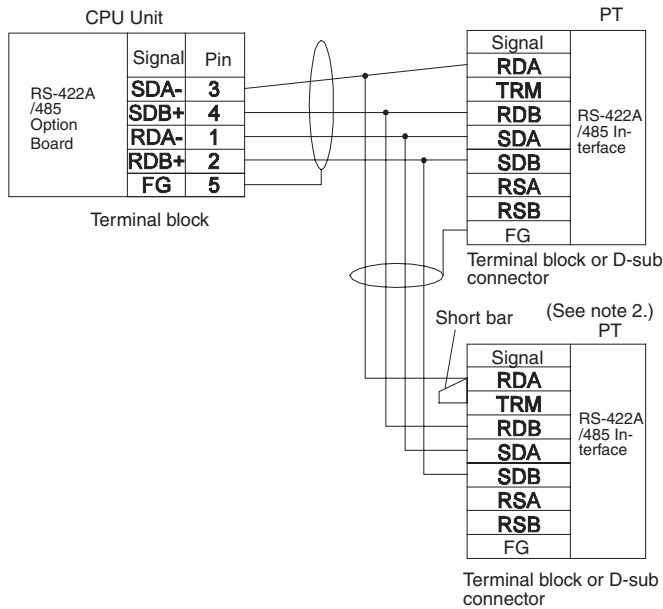 CPU Unit
RS-422A
/485
Option
Board
Signal Pin
SDA- 3
SDB+ 4
RDA- 1
RDB+ 2
FG 5
Terminal block
PT
Signal
RDA
TRM
RDB
SDA
SDB
RSA
RSB
FG
RS-422A
/485 In-
terface
Terminal block or D-sub
connector
Short bar
(See note 2.)
PT
Signal
RDA
TRM
RDB
SDA
SDB
RSA
RSB
FG
RS-422A
/485 In-
terface
Terminal block or D-sub
connector